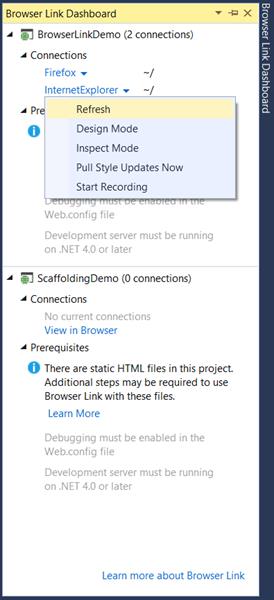 Browser Link Dashboard
BrowserLinkDemo (2 connections)
Connections
Firefox ~/
InternetExplorer ~/
Refresh
Design Mode
Inspect Mode
Pull Style Updates Now
Start Recording
Debugging must be enabled in the
Web.config file
Development server must be running
on .NET 4.0 or later
ScaffoldingDemo (0 connections)
Connections
No current connections
View in Browser
Prerequisites
There are static HTML files in this project.
Additional steps may be required to use
Browser Link with these files.
Learn More
Debugging must be enabled in the
Web.config file
Development server must be running
on .NET 4.0 or later
Learn more about Browser Link
Browser Link Dashboard